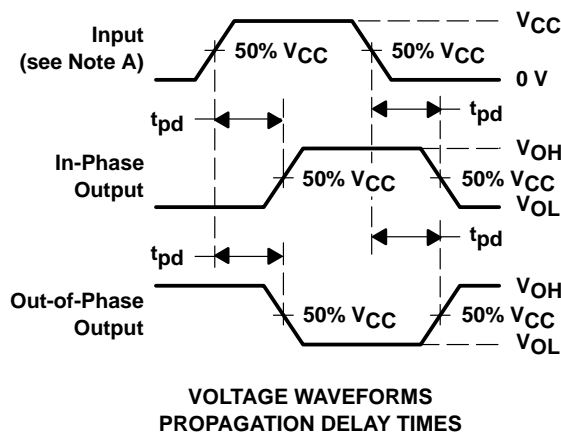 Input
(see Note A)
50% VCC
50% VCC
VCC
0 V
tpd
tpd
In-Phase
Output
50% VCC
VOH
50% VCC
VOL
tpd
tpd
Out-of-Phase
Output
50% VCC
VOH
50% VCC
VOL
VOLTAGE WAVEFORMS
PROPAGATION DELAY TIMES